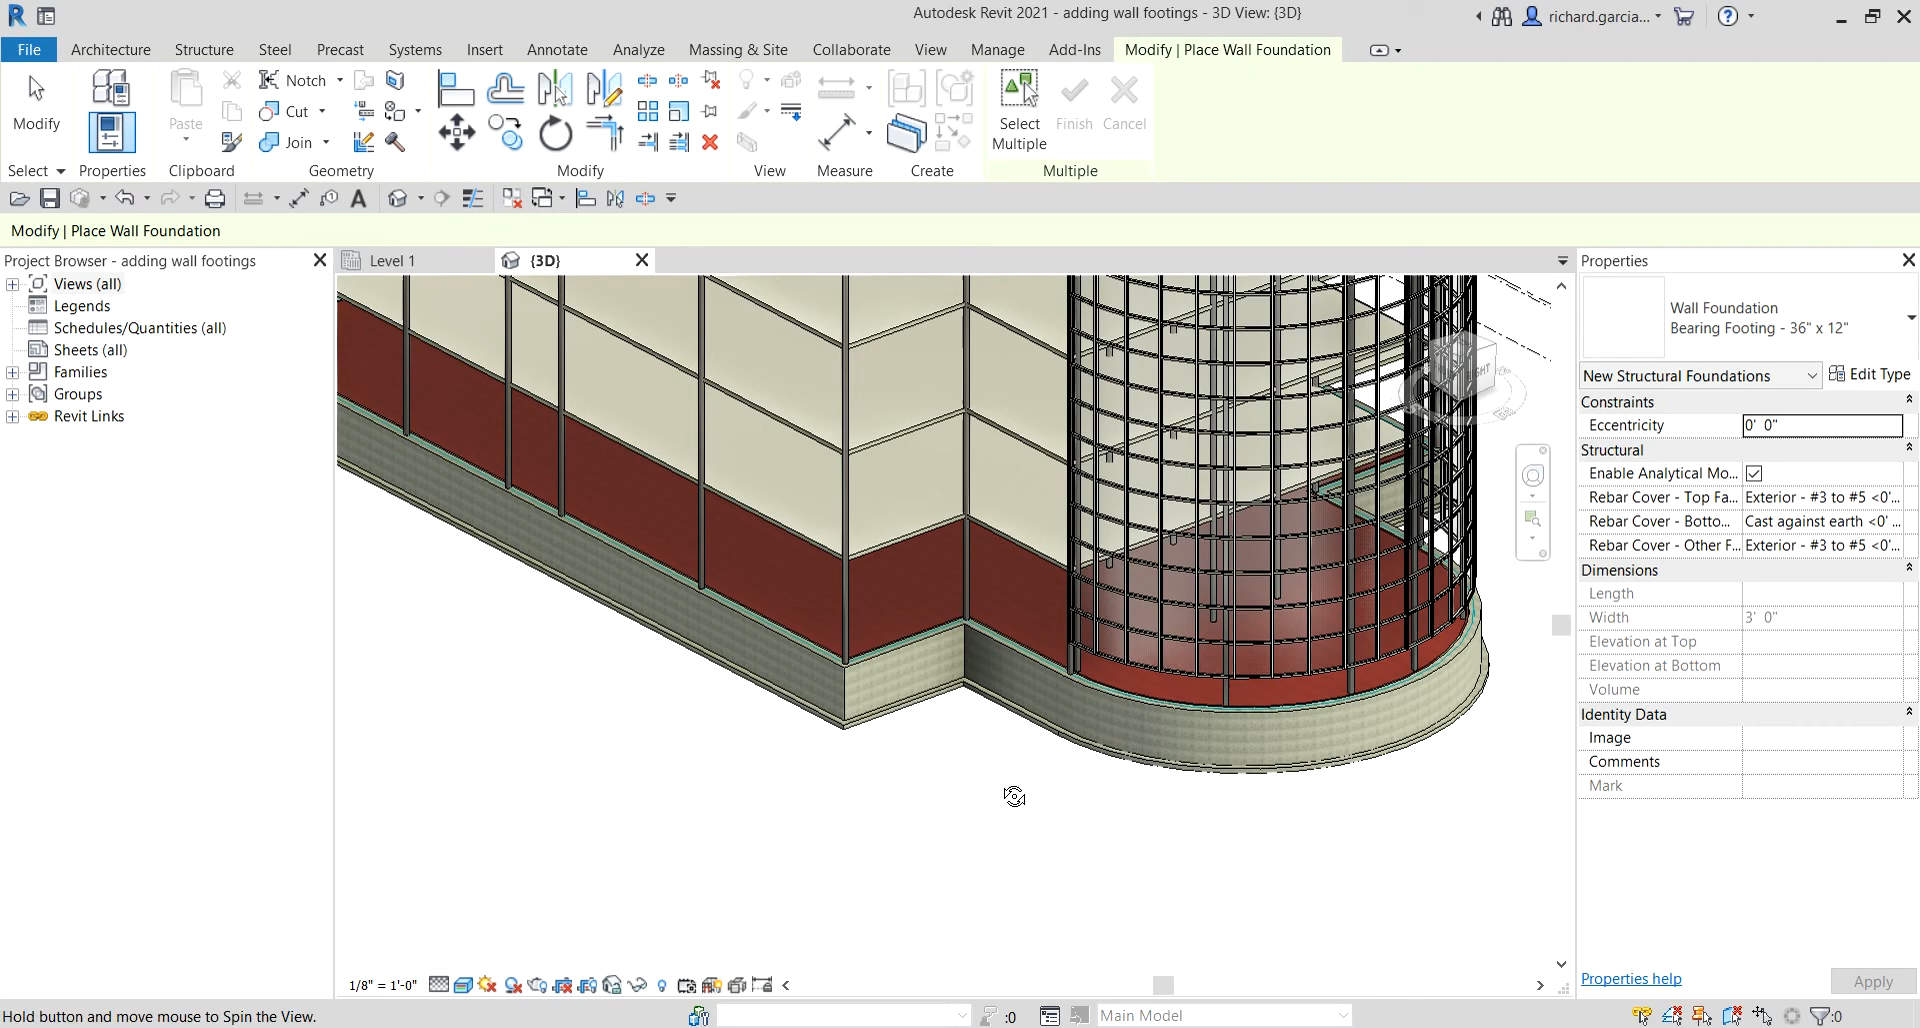 Autodesk Revit 2021 - adding wall footings - 3D View: {3D}
richard.garcia...
File Architecture Structure Steel Precast Systems Insert Annotate Analyze Massing & Site Collaborate View Manage Add-Ins Modify | Place Wall Foundation
Modify
Paste
Notch
Cut
Join
Select Multiple
Finish
Cancel
Select Properties Clipboard Geometry Modify View Measure Create Multiple
Modify | Place Wall Foundation
Project Browser - adding wall footings
Views (all)
Legends
Schedules/Quantities (all)
Sheets (all)
Families
Groups
Revit Links
Level 1
{3D}
Properties
Wall Foundation
Bearing Footing - 36" x 12"
New Structural Foundations
Edit Type
Constraints
Eccentricity 0' 0"
Structural
Enable Analytical Mo...
Rebar Cover - Top Fa... Exterior - #3 to #5 <0'...
Rebar Cover - Botto... Cast against earth <0' ...
Rebar Cover - Other F... Exterior - #3 to #5 <0'...
Dimensions
Length
Width 3' 0"
Elevation at Top
Elevation at Bottom
Volume
Identity Data
Image
Comments
Mark
Properties help
Apply
1/8" = 1'-0"
Hold button and move mouse to Spin the View.
:0
Main Model
:0